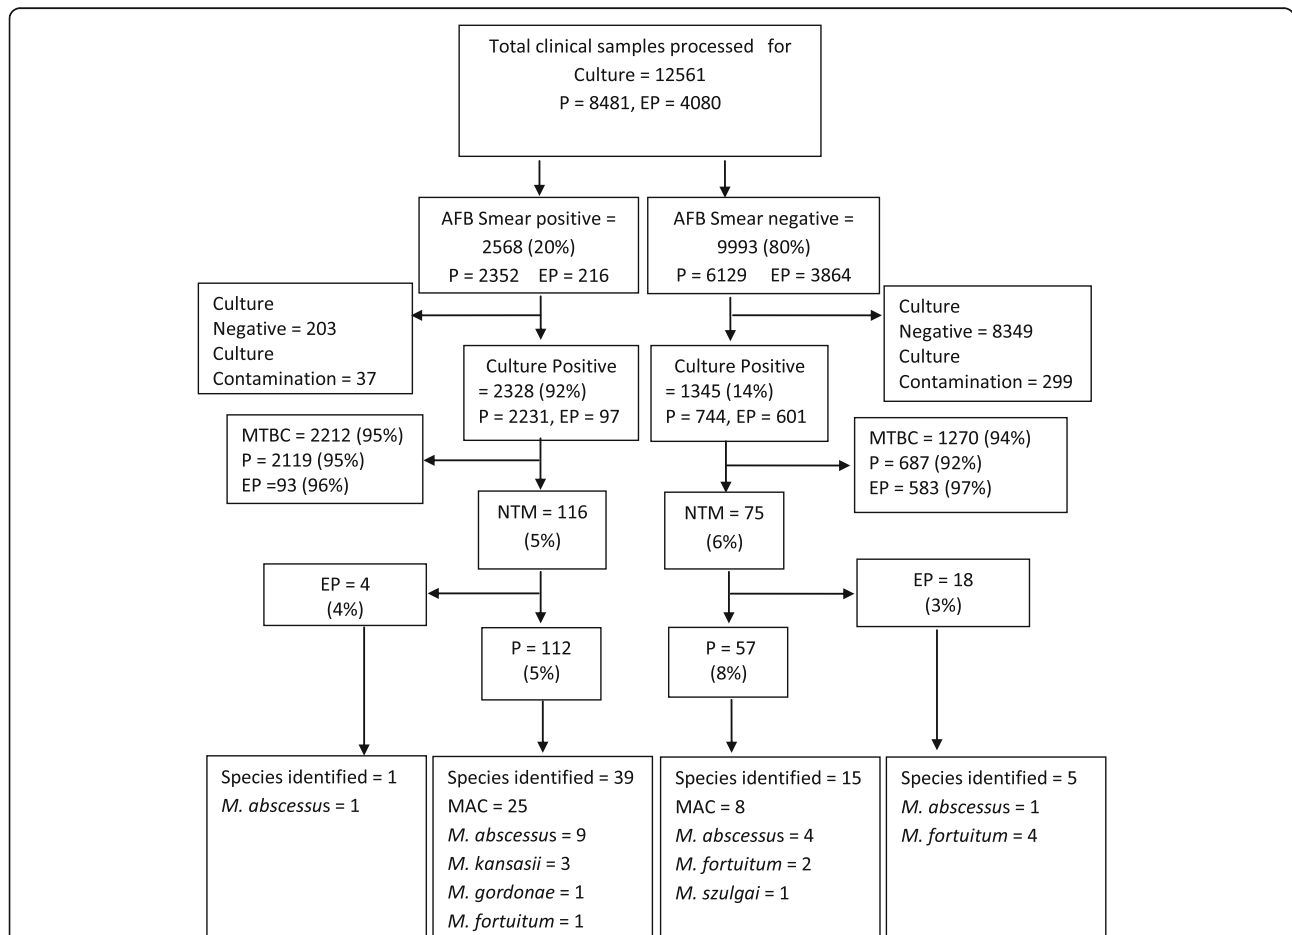 Total clinical samples processed for
Culture = 12561
P = 8481, EP = 4080
AFB Smear positive =
2568 (20%)
P = 2352 EP = 216
AFB Smear negative =
9993 (80%)
P = 6129 EP = 3864
Culture
Negative = 203
Culture
Contamination = 37
Culture
Negative = 8349
Culture
Contamination = 299
Culture Positive
= 2328 (92%)
P = 2231, EP = 97
Culture Positive
= 1345 (14%)
P = 744, EP = 601
MTBC = 2212 (95%)
P = 2119 (95%)
EP =93 (96%)
MTBC = 1270 (94%)
P = 687 (92%)
EP = 583 (97%)
NTM = 116
(5%)
NTM = 75
(6%)
EP = 4
(4%)
EP = 18
(3%)
P = 112
(5%)
P = 57
(8%)
Species identified = 1
M. abscessus = 1
Species identified = 39
MAC = 25
M. abscessus = 9
M. kansasii = 3
M. gordonae = 1
M. fortuitum = 1
Species identified = 15
MAC = 8
M. abscessus = 4
M. fortuitum = 2
M. szulgai = 1
Species identified = 5
M. abscessus = 1
M. fortuitum = 4